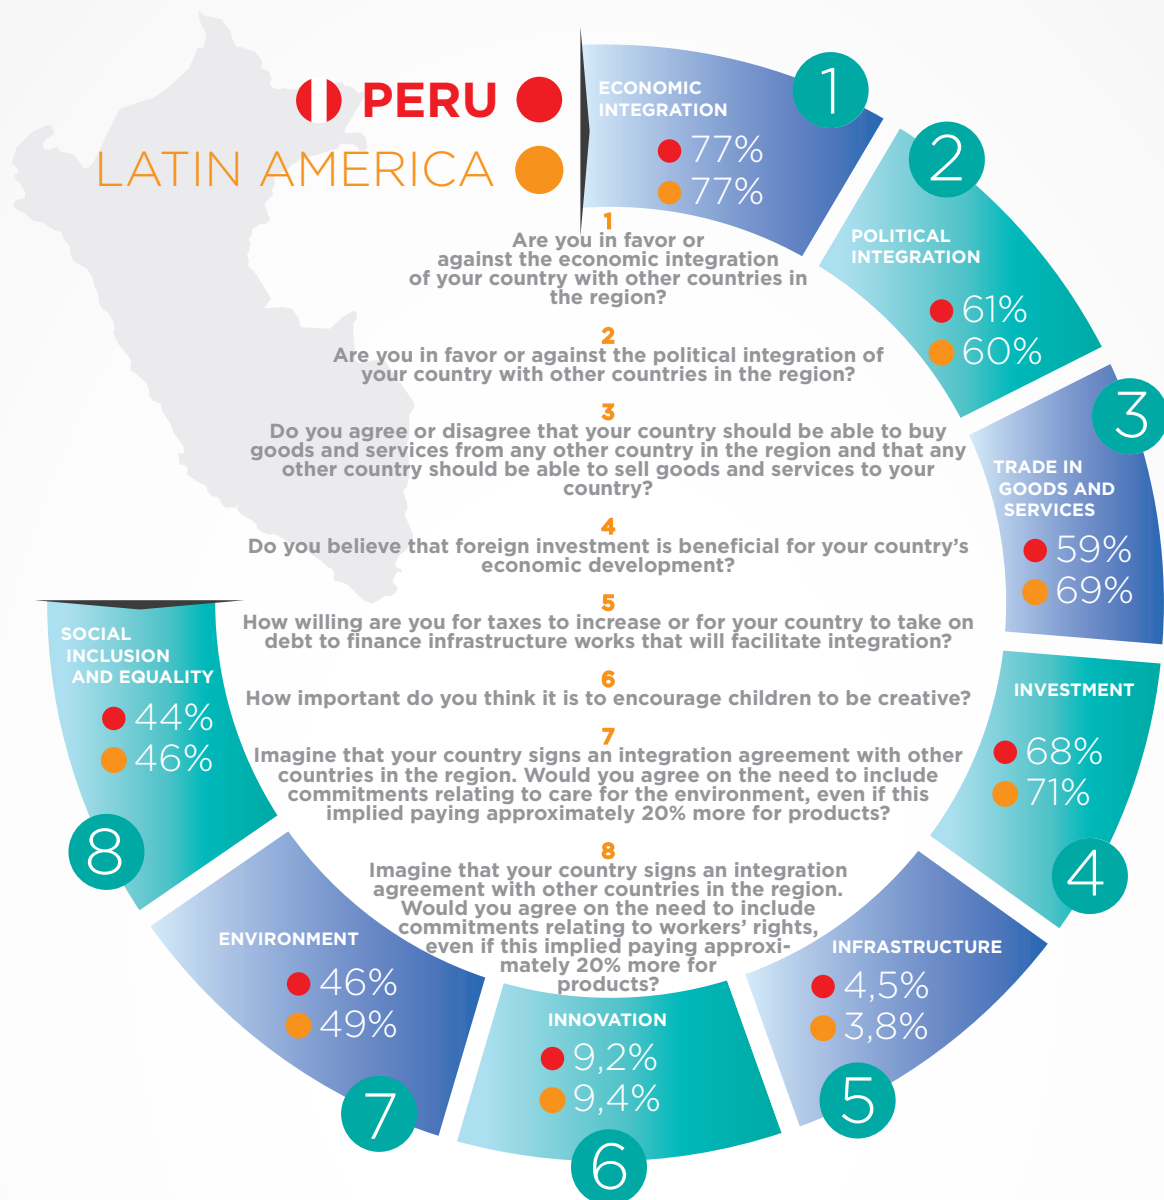 PERU
LATIN AMERICA
ECONOMIC
INTEGRATION
77%
77%
1
2
POLITICAL
INTEGRATION
61%
60%
3
TRADE IN
GOODS AND
SERVICES
59%
69%
INVESTMENT
68%
71%
4
INFRASTRUCTURE
4,5%
3,8%
5
INNOVATION
9,2%
9,4%
6
ENVIRONMENT
46%
49%
7
SOCIAL
INCLUSION
AND EQUALITY
44%
46%
8
1
Are you in favor or
against the economic integration
of your country with other countries in
the region?
2
Are you in favor or against the political integration of
your country with other countries in the region?
3
Do you agree or disagree that your country should be able to buy
goods and services from any other country in the region and that any
other country should be able to sell goods and services to your
country?
4
Do you believe that foreign investment is beneficial for your country’s
economic development?
5
How willing are you for taxes to increase or for your country to take on
debt to finance infrastructure works that will facilitate integration?
6
How important do you think it is to encourage children to be creative?
7
Imagine that your country signs an integration agreement with other
countries in the region. Would you agree on the need to include
commitments relating to care for the environment, even if this
implied paying approximately 20% more for products?
8
Imagine that your country signs an integration
agreement with other countries in the region.
Would you agree on the need to include
commitments relating to workers’ rights,
even if this implied paying approxi-
mately 20% more for
products?